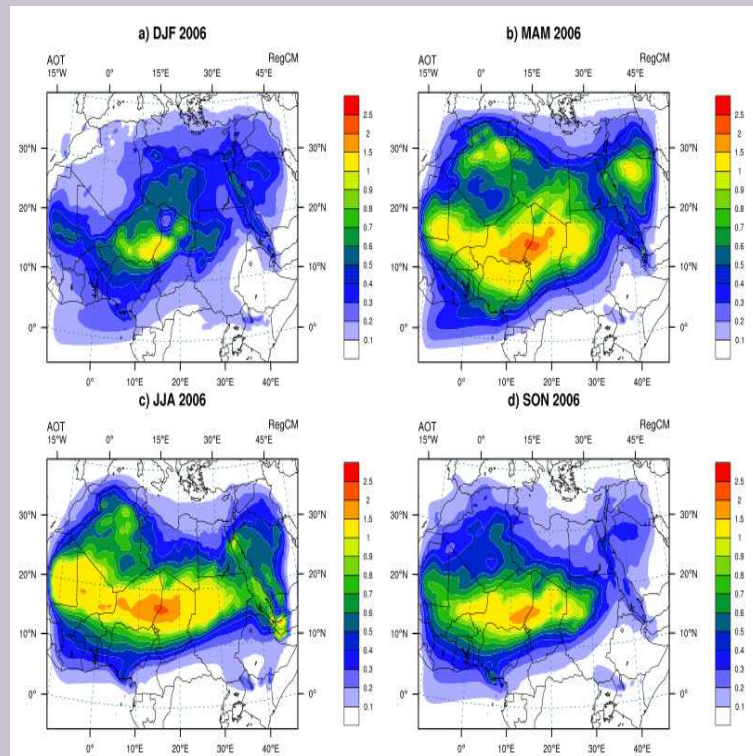 a) DJF 2006
AOT RegCM
15°W 0° 15°E 30°E 45°E
30°N
20°N
10°N
0°
0° 10°E 20°E 30°E 40°E
2.5
2
1.5
1
0.9
0.8
0.7
0.6
0.5
0.4
0.3
0.2
0.1
b) MAM 2006
AOT RegCM
15°W 0° 15°E 30°E 45°E
30°N
20°N
10°N
0°
0° 10°E 20°E 30°E 40°E
2.5
2
1.5
1
0.9
0.8
0.7
0.6
0.5
0.4
0.3
0.2
0.1
c) JJA 2006
AOT RegCM
15°W 0° 15°E 30°E 45°E
30°N
20°N
10°N
0°
0° 10°E 20°E 30°E 40°E
2.5
2
1.5
1
0.9
0.8
0.7
0.6
0.5
0.4
0.3
0.2
0.1
d) SON 2006
AOT RegCM
15°W 0° 15°E 30°E 45°E
30°N
20°N
10°N
0°
0° 10°E 20°E 30°E 40°E
2.5
2
1.5
1
0.9
0.8
0.7
0.6
0.5
0.4
0.3
0.2
0.1